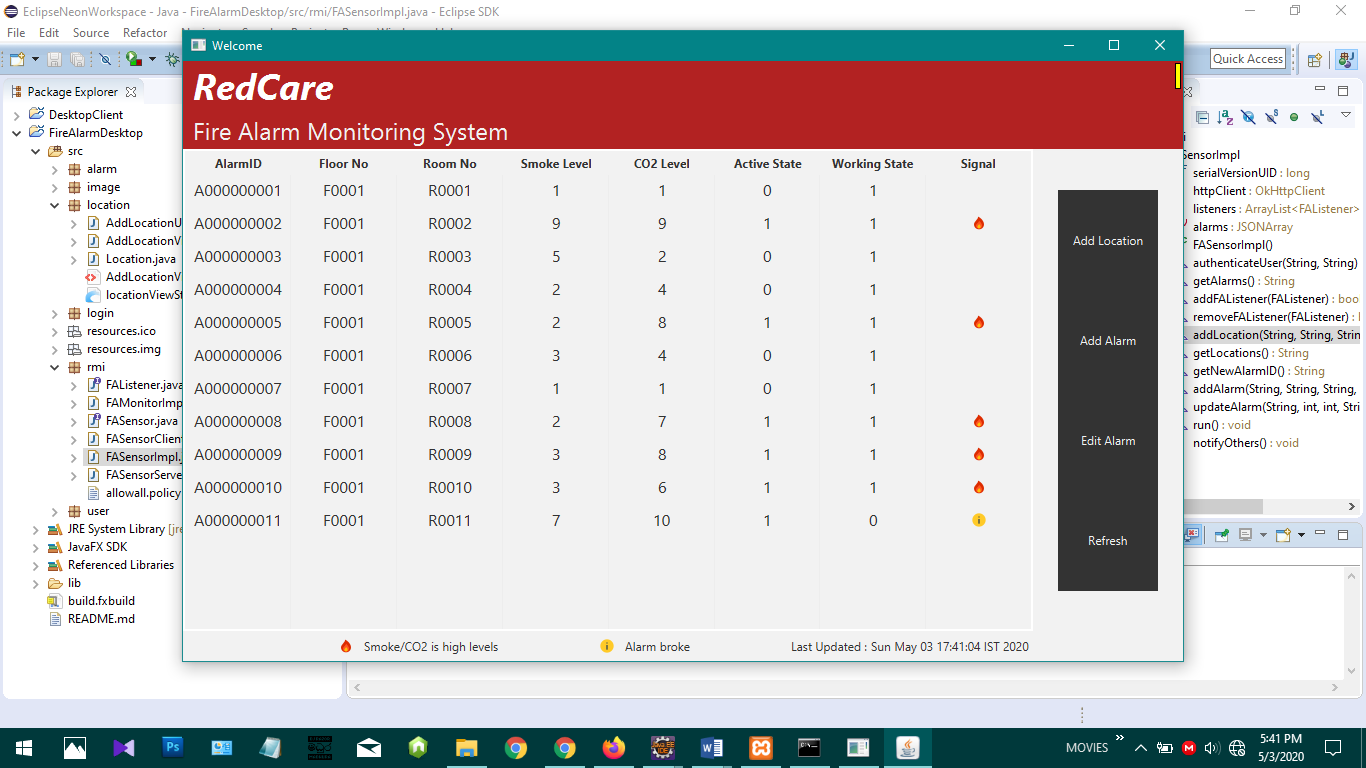 EclipseNeonWorkspace - Java - FireAlarmDesktop/src/rmi/FASensorImpl.java - Eclipse SDK
File Edit Source Refactor
Welcome
Quick Access
RedCare
Fire Alarm Monitoring System
Package Explorer
DesktopClient
FireAlarmDesktop
src
alarm
image
location
AddLocationU
AddLocationV
Location.java
AddLocationV
locationViewSt
login
resources.ico
resources.img
rmi
FAListener.java
FAMonitorImp
FASensor.java
FASensorClien
FASensorImpl.j
FASensorServe
allowall.policy
user
JRE System Library [jre
JavaFX SDK
Referenced Libraries
lib
build.fxbuild
README.md
AlarmID Floor No Room No Smoke Level CO2 Level Active State Working State Signal
A000000001 F0001 R0001 1 1 0 1
A000000002 F0001 R0002 9 9 1 1
A000000003 F0001 R0003 5 2 0 1
A000000004 F0001 R0004 2 4 0 1
A000000005 F0001 R0005 2 8 1 1
A000000006 F0001 R0006 3 4 0 1
A000000007 F0001 R0007 1 1 0 1
A000000008 F0001 R0008 2 7 1 1
A000000009 F0001 R0009 3 8 1 1
A000000010 F0001 R0010 3 6 1 1
A000000011 F0001 R0011 7 10 1 0
Smoke/CO2 is high levels
Alarm broke
Last Updated : Sun May 03 17:41:04 IST 2020
Add Location
Add Alarm
Edit Alarm
Refresh
SensorImpl
serialVersionUID : long
httpClient : OkHttpClient
listeners : ArrayList<FAListener>
alarms : JSONArray
FASensorImpl()
authenticateUser(String, String)
getAlarms() : String
addFAListener(FAListener) : boo
removeFAListener(FAListener) :
addLocation(String, String, Strin
getLocations() : String
getNewAlarmID() : String
addAlarm(String, String, String,
updateAlarm(String, int, int, Stri
run() : void
notifyOthers() : void
MOVIES
5:41 PM
5/3/2020